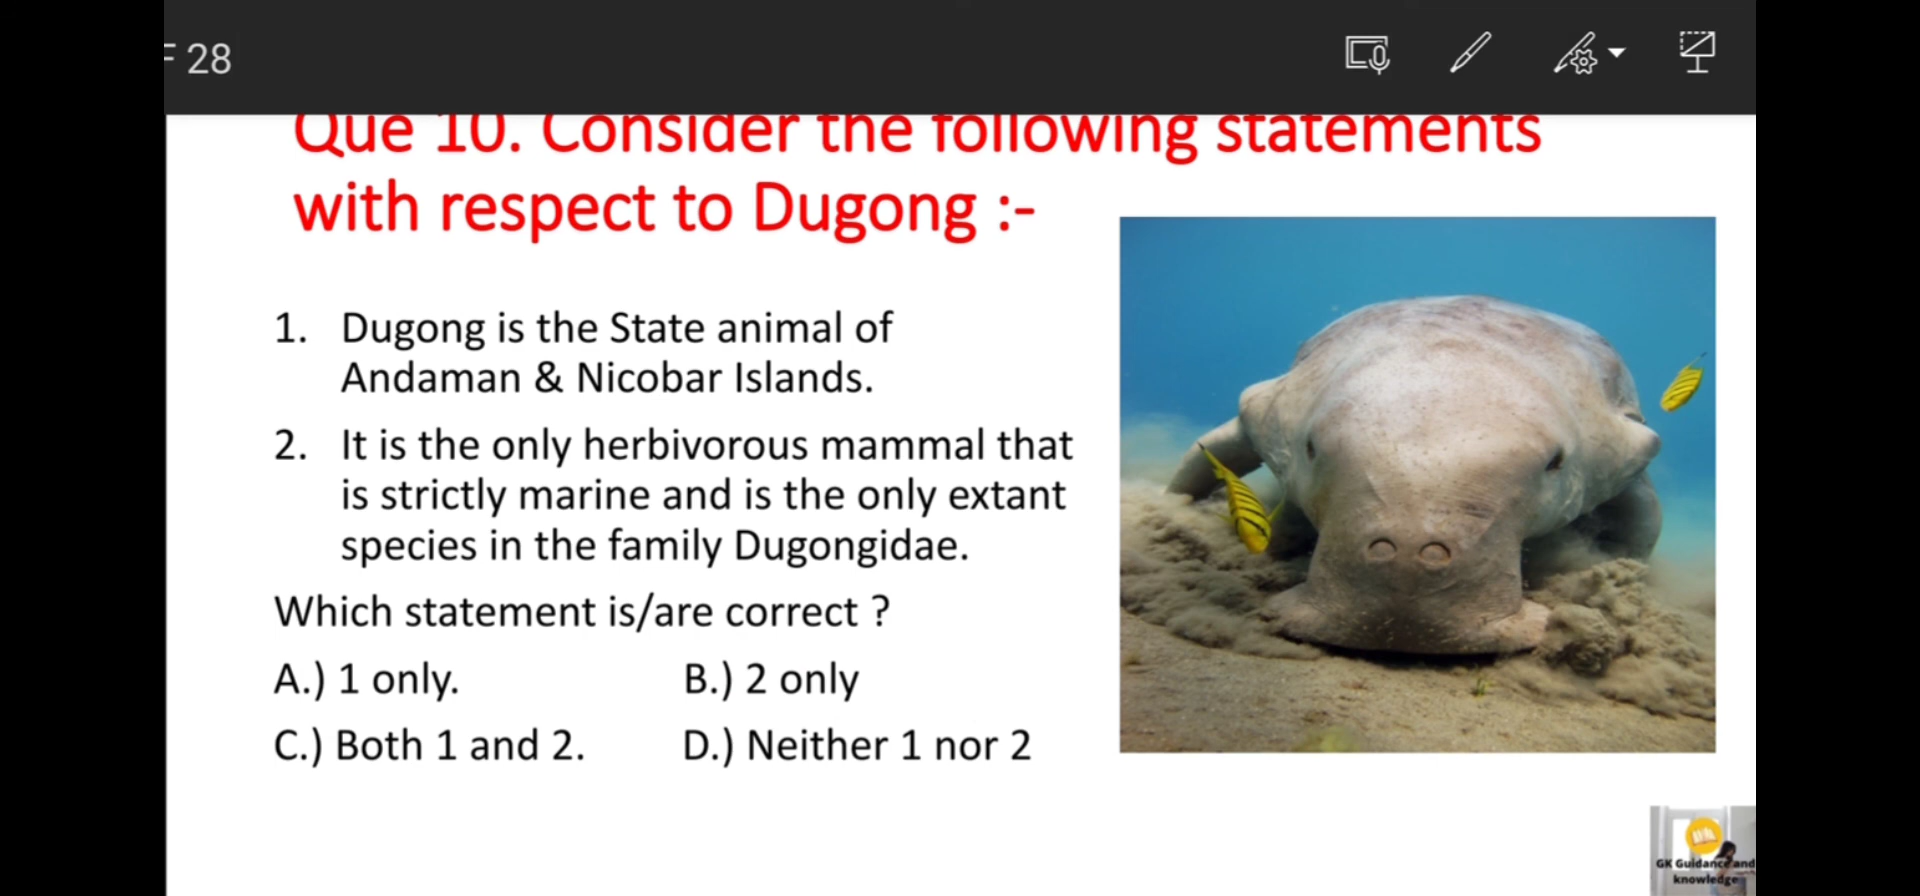 F 28
Que 10. Consider the following statements
with respect to Dugong :-
1. Dugong is the State animal of
Andaman & Nicobar Islands.
2. It is the only herbivorous mammal that
is strictly marine and is the only extant
species in the family Dugongidae.
Which statement is/are correct ?
A.) 1 only. B.) 2 only
C.) Both 1 and 2. D.) Neither 1 nor 2
GK Guidance and
knowledge